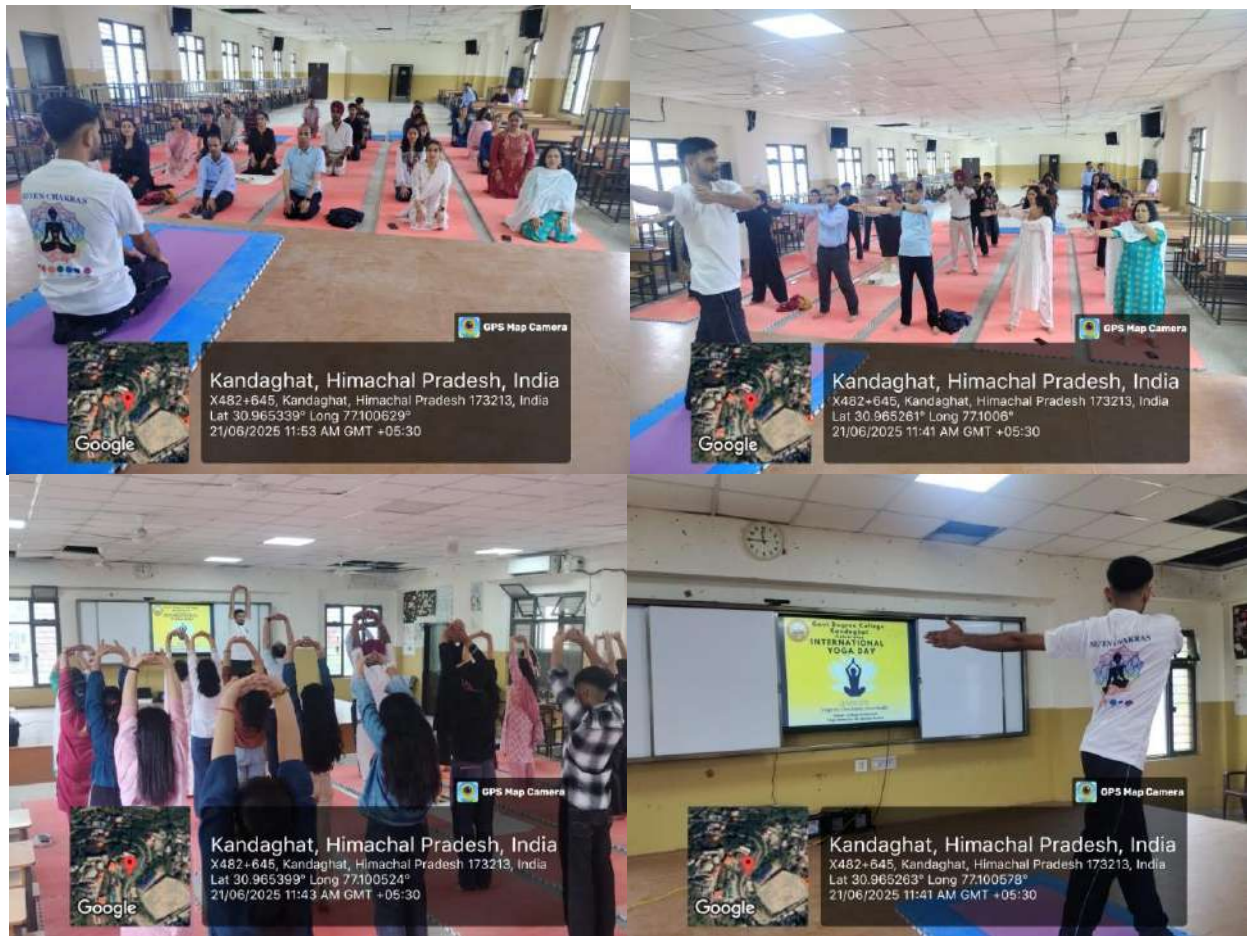 SEVEN CHAKRAS
GPS Map Camera
Google
Kandaghat, Himachal Pradesh, India
X482+645, Kandaghat, Himachal Pradesh 173213, India
Lat 30.965339° Long 77.100629°
21/06/2025 11:53 AM GMT +05:30
GPS Map Camera
Google
Kandaghat, Himachal Pradesh, India
X482+645, Kandaghat, Himachal Pradesh 173213, India
Lat 30.965261° Long 77.1006°
21/06/2025 11:41 AM GMT +05:30
INTERNATIONAL
YOGA DAY
GPS Map Camera
Google
Kandaghat, Himachal Pradesh, India
X482+645, Kandaghat, Himachal Pradesh 173213, India
Lat 30.965399° Long 77.100524°
21/06/2025 11:43 AM GMT +05:30
Govt Degree College
Kandaghat
INTERNATIONAL
YOGA DAY
SEVEN CHAKRAS
GPS Map Camera
Google
Kandaghat, Himachal Pradesh, India
X482+645, Kandaghat, Himachal Pradesh 173213, India
Lat 30.965263° Long 77.100578°
21/06/2025 11:41 AM GMT +05:30